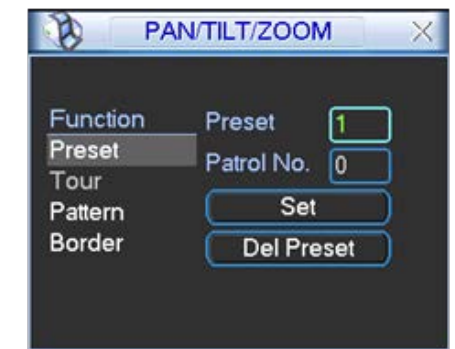 PAN/TILT/ZOOM
Function
Preset
Tour
Pattern
Border
Preset 1
Patrol No. 0
Set
Del Preset